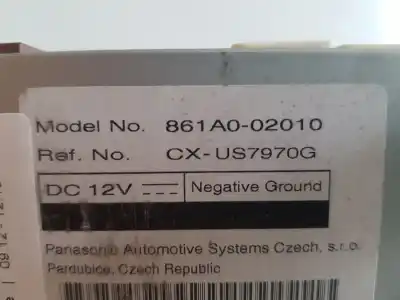 Model No. 861A0-02010
Ref. No. CX-US7970G
DC 12V Negative Ground
Panasonic Automotive Systems Czech, s.r.o.
Pardubice, Czech Republic